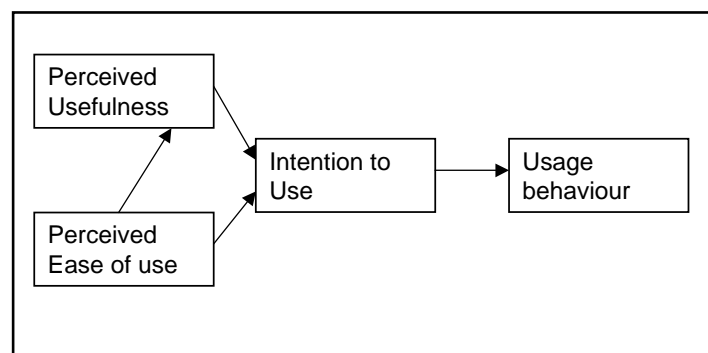 Perceived
Usefulness
Intention to
Use
Usage
behaviour
Perceived
Ease of use